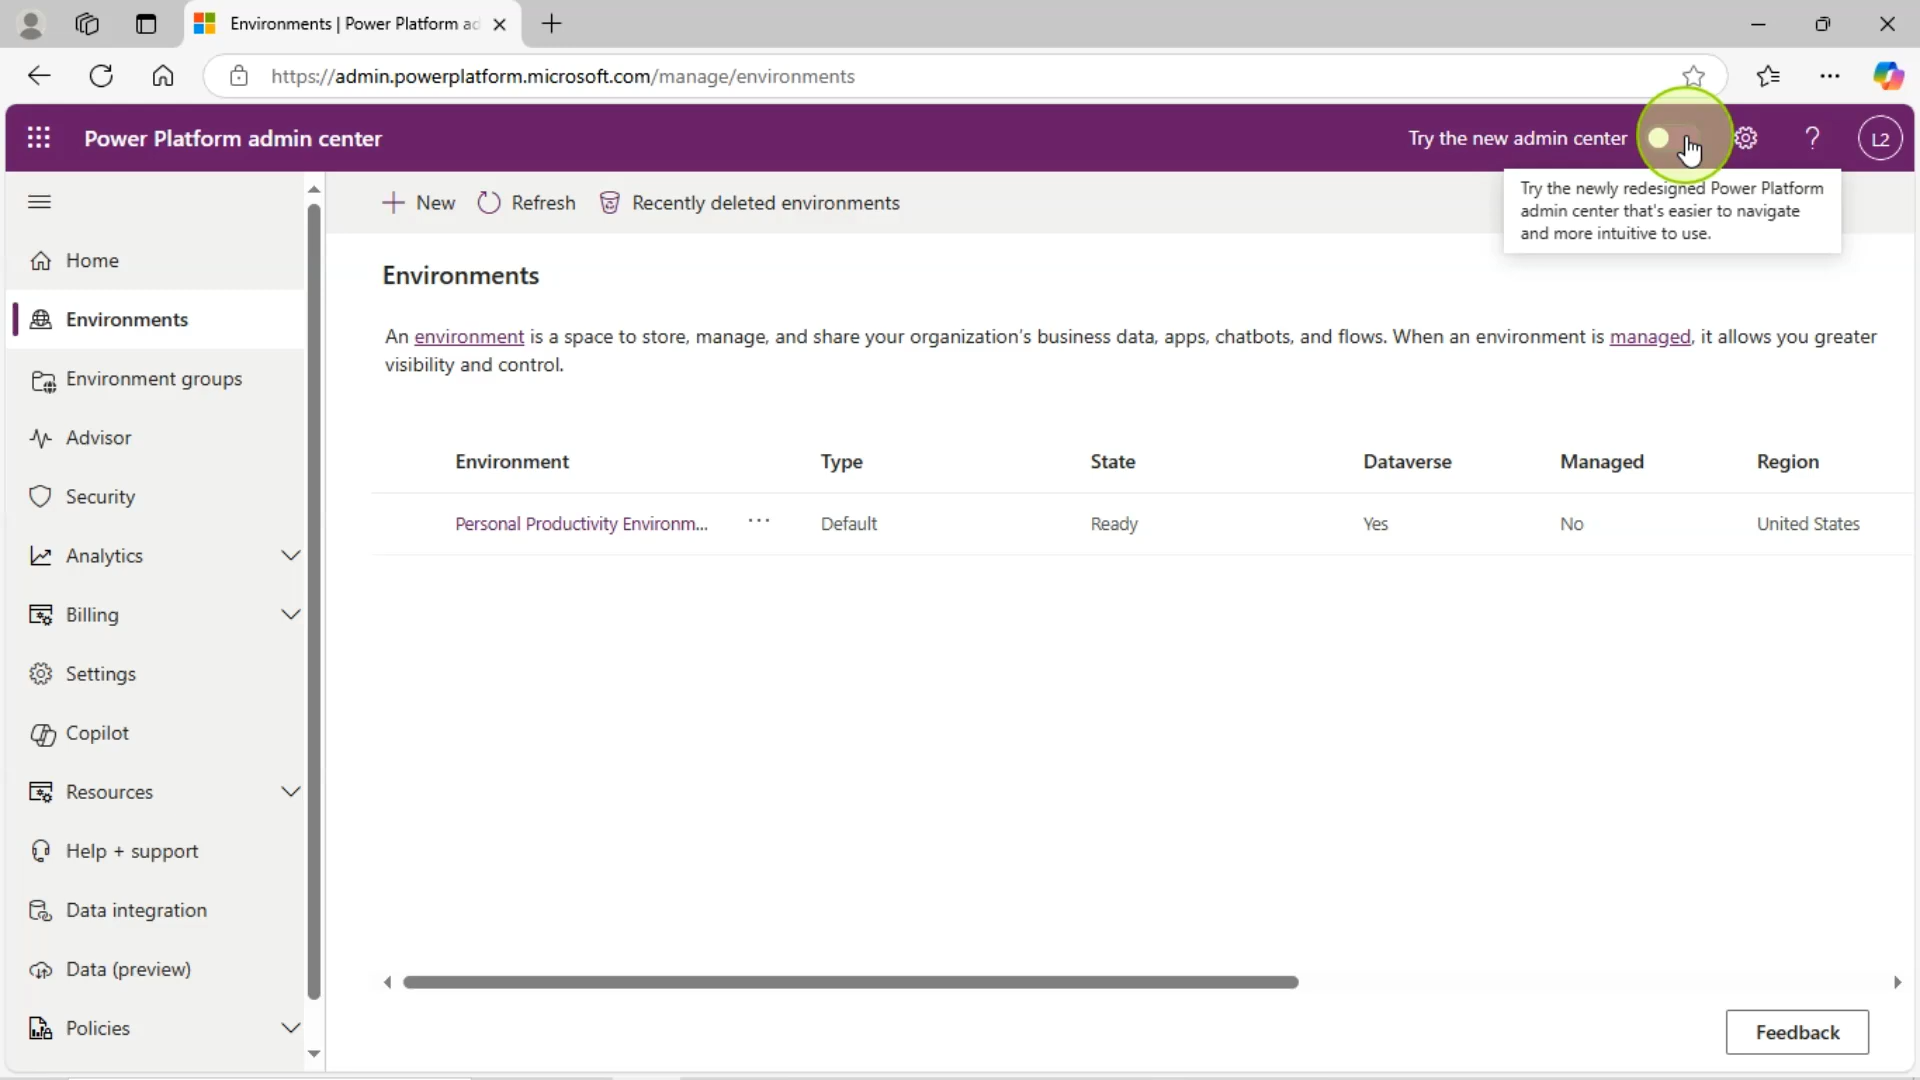 Environments | Power Platform ad
https://admin.powerplatform.microsoft.com/manage/environments
Power Platform admin center
Try the new admin center
L2
Try the newly redesigned Power Platform
admin center that's easier to navigate
and more intuitive to use.
New
Refresh
Recently deleted environments
Home
Environments
Environment groups
Advisor
Security
Analytics
Billing
Settings
Copilot
Resources
Help + support
Data integration
Data (preview)
Policies
Environments
An environment is a space to store, manage, and share your organization's business data, apps, chatbots, and flows. When an environment is managed, it allows you greater
visibility and control.
Environment Type State Dataverse Managed Region
Personal Productivity Environm... ... Default Ready Yes No United States
Feedback